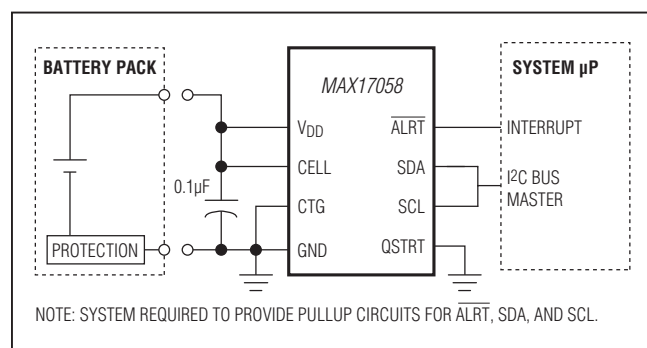 BATTERY PACK
MAX17058
SYSTEM µP
VDD
ALRT
INTERRUPT
CELL
SDA
I2C BUS
MASTER
0.1µF
CTG
SCL
PROTECTION
GND
QSTRT
NOTE: SYSTEM REQUIRED TO PROVIDE PULLUP CIRCUITS FOR ALRT, SDA, AND SCL.